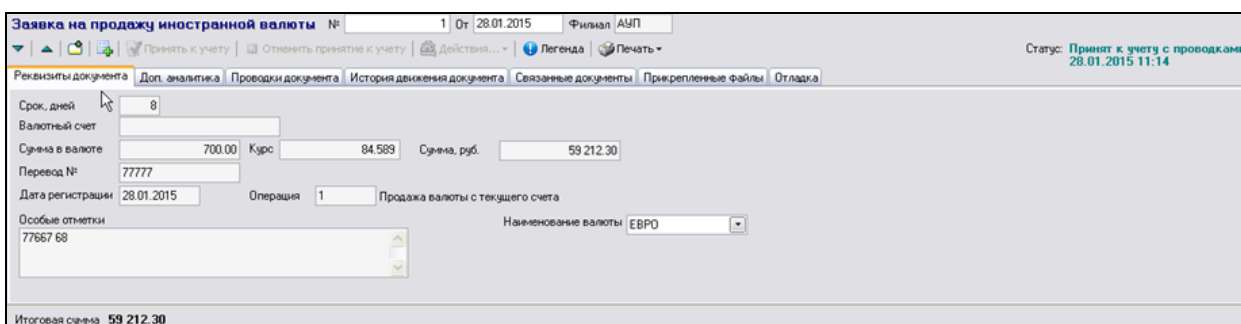 Заявка на продажу иностранной валюты № 1 От 28.01.2015 Филиал АУП
Принять к учету Отменить принятие к учету Действия... Легенда Печать Статус: Принят к учету с проводками
28.01.2015 11:14
Реквизиты документа Доп. аналитика Проводки документа История движения документа Связанные документы Прикрепленные файлы Отладка
Срок, дней 8
Валютный счет
Сумма в валюте 700.00 Курс 84.589 Сумма, руб. 59 212.30
Перевод № 77777
Дата регистрации 28.01.2015 Операция 1 Продажа валюты с текущего счета
Особые отметки Наименование валюты ЕВРО
77667 68
Итоговая сумма 59 212.30